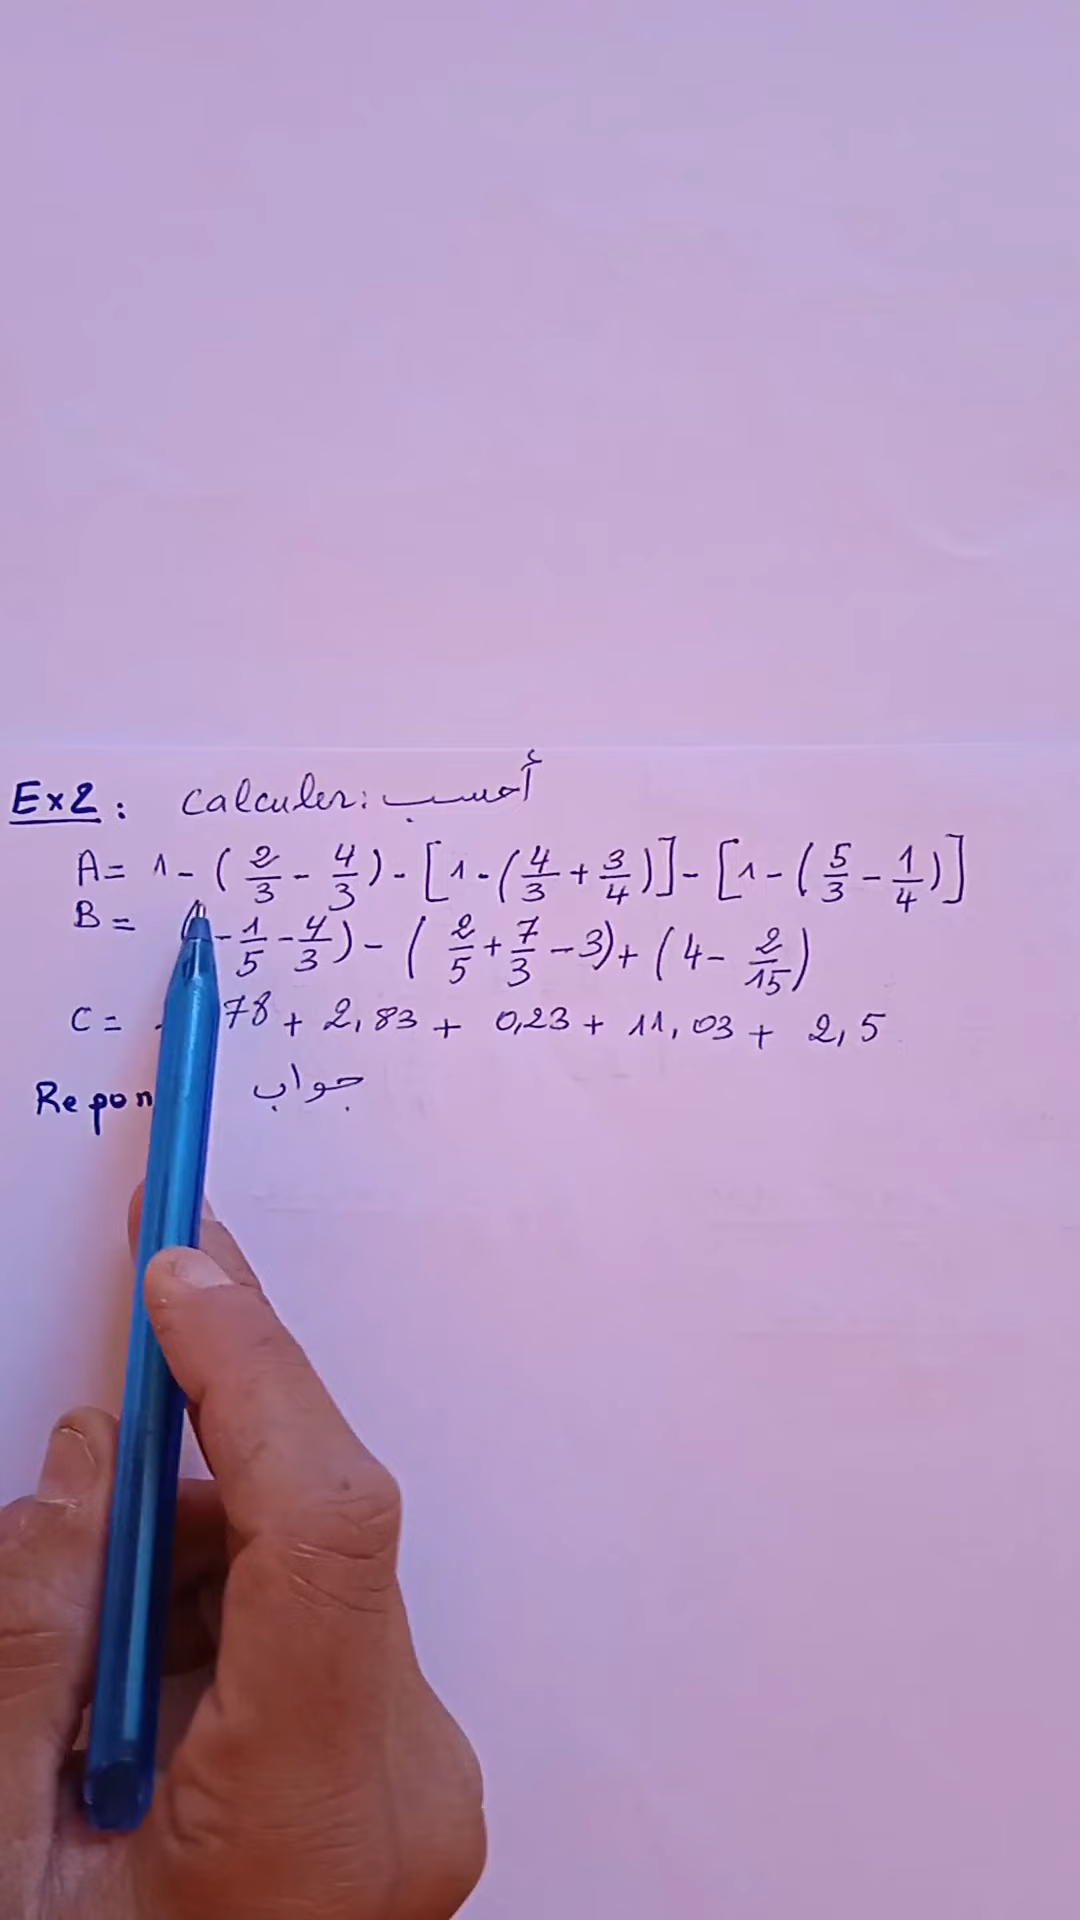 Ex2: Calculer: أحسب
A= 1 - (2/3 - 4/3) - [1 - (4/3 + 3/4)] - [1 - (5/3 - 1/4)]
B = ( - 1/5 - 4/3) - (2/5 + 7/3 - 3) + (4 - 2/15)
C = 78 + 2,83 + 0,23 + 11,03 + 2,5
Repon جواب